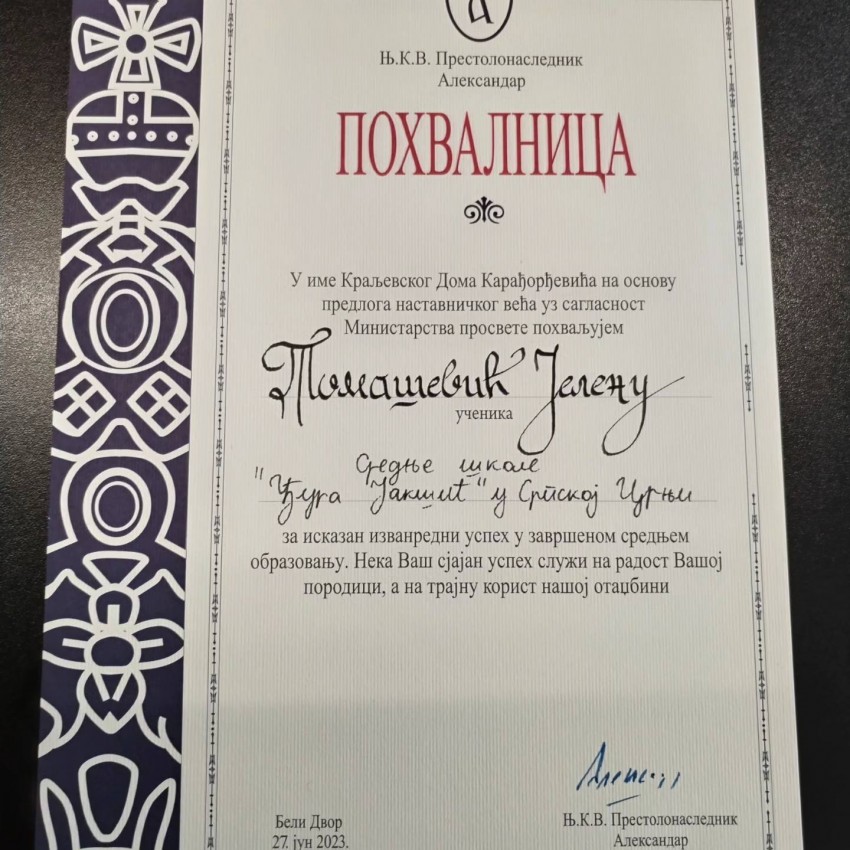 Њ.К.В. Престолонаследник
Александар
ПОХВАЛНИЦА
У име Краљевског Дома Карађорђевића на основу
предлога наставничког већа уз сагласност
Министарства просвете похваљујем
Томашевић Јелену
ученика
Средње школе
"Ђура Јакшић" у Српској Црњи
за исказан изванредни успех у завршеном средњем
образовању. Нека Ваш сјајан успех служи на радост Вашој
породици, а на трајну корист нашој отаџбини
Бели Двор
27. јун 2023.
Њ.К.В. Престолонаследник
Александар